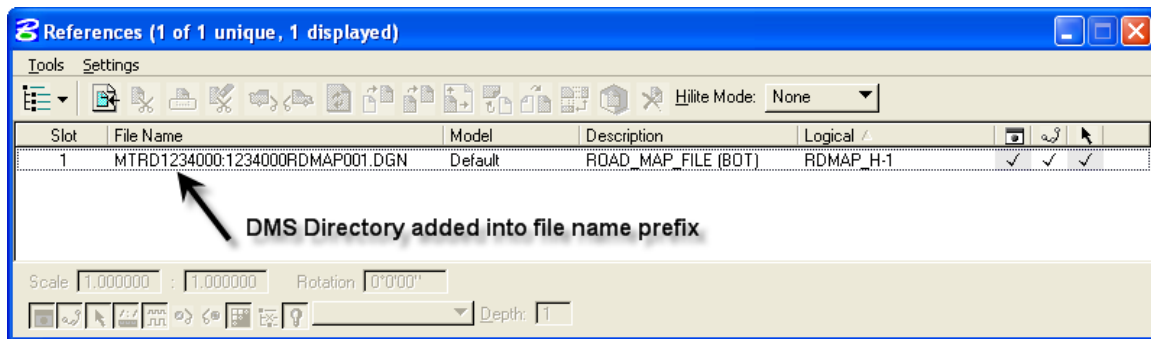 References (1 of 1 unique, 1 displayed)
Tools Settings
Hilite Mode: None
Slot File Name Model Description Logical
1 MTRD1234000:1234000RDMAP001.DGN Default ROAD_MAP_FILE (BOT) RDMAP_H-1
DMS Directory added into file name prefix
Scale 1.000000 : 1.000000 Rotation 0°0'00"
Depth: 1